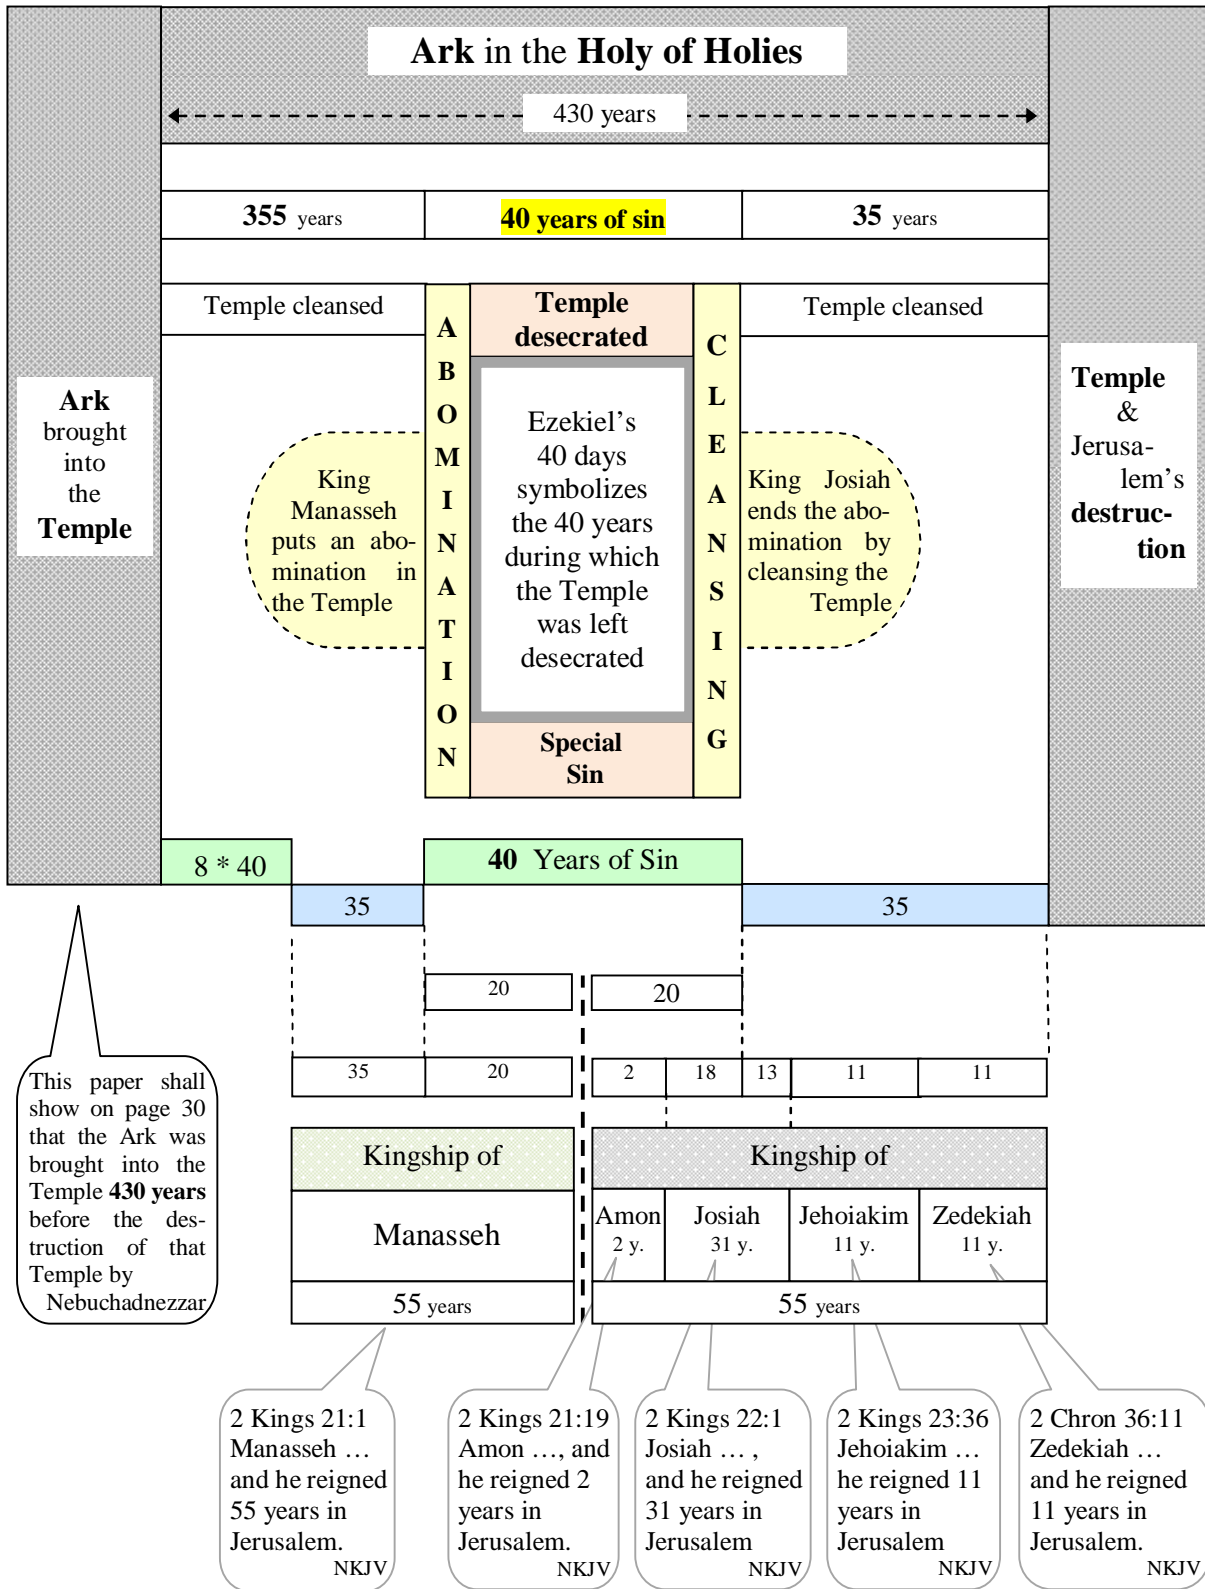 Ark in the Holy of Holies
430 years
355 years
40 years of sin
35 years
Temple cleansed
Temple
desecrated
Temple cleansed
Ark
brought
into
the
Temple
King
Manasseh
puts an abo-
mination in
the Temple
A
B
O
M
I
N
A
T
I
O
N
Ezekiel’s
40 days
symbolizes
the 40 years
during which
the Temple
was left
desecrated
Special
Sin
C
L
E
A
N
S
I
N
G
King Josiah
ends the abo-
mination by
cleansing the
Temple
Temple
&
Jerusa-
lem’s
destruc-
tion
8 * 40
40 Years of Sin
35
35
20
20
35
20
2
18
13
11
11
This paper shall
show on page 30
that the Ark was
brought into the
Temple 430 years
before the des-
truction of that
Temple by
Nebuchadnezzar
Kingship of
Manasseh
55 years
Kingship of
Amon
2 y.
Josiah
31 y.
Jehoiakim
11 y.
Zedekiah
11 y.
55 years
2 Kings 21:1
Manasseh …
and he reigned
55 years in
Jerusalem.
NKJV
2 Kings 21:19
Amon …, and
he reigned 2
years in
Jerusalem.
NKJV
2 Kings 22:1
Josiah … ,
and he reigned
31 years in
Jerusalem
NKJV
2 Kings 23:36
Jehoiakim …
he reigned 11
years in
Jerusalem
NKJV
2 Chron 36:11
Zedekiah …
and he reigned
11 years in
Jerusalem.
NKJV